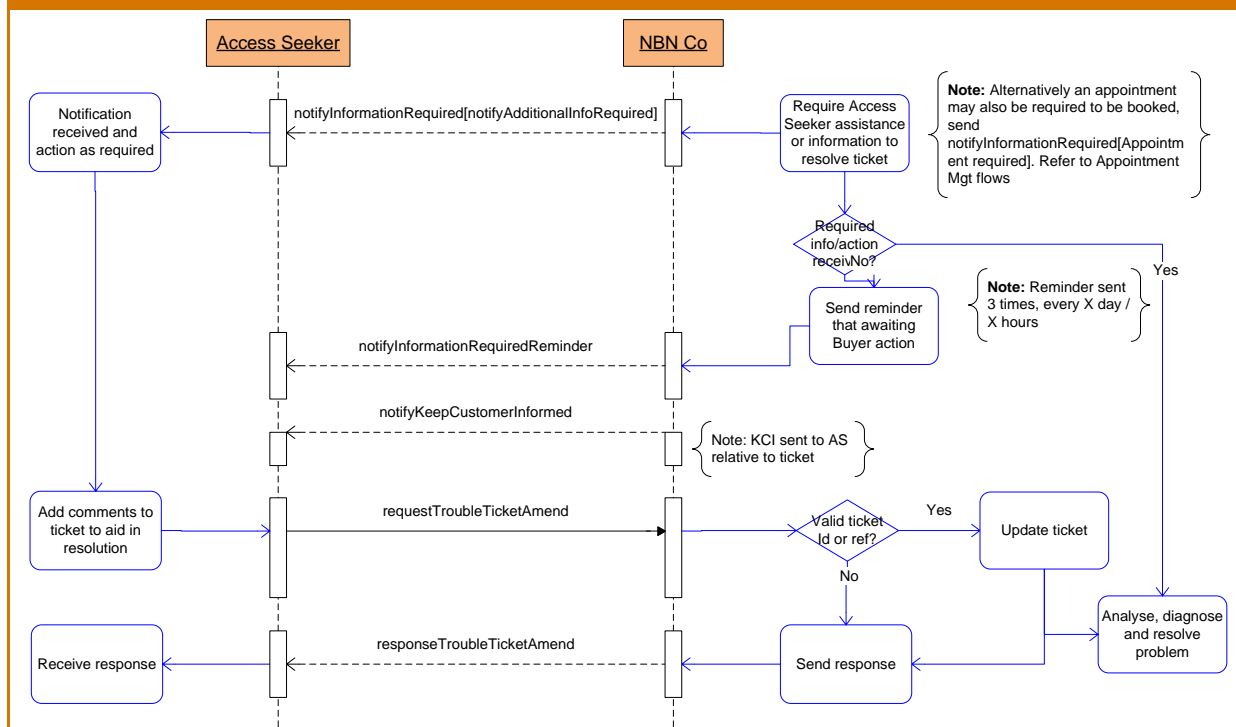 Access Seeker
NBN Co
Notification
received and
action as required
notifyInformationRequired[notifyAdditionalInfoRequired]
Require Access
Seeker assistance
or information to
resolve ticket
Note: Alternatively an appointment
may also be required to be booked,
send
notifyInformationRequired[Appointm
ent required]. Refer to Appointment
Mgt flows
Required
info/action
received?
No
Yes
Send reminder
that awaiting
Buyer action
Note: Reminder sent
3 times, every X day /
X hours
notifyInformationRequiredReminder
notifyKeepCustomerInformed
Note: KCI sent to AS
relative to ticket
Add comments to
ticket to aid in
resolution
requestTroubleTicketAmend
Valid ticket
Id or ref?
Yes
Update ticket
No
Analyse, diagnose
and resolve
problem
Receive response
responseTroubleTicketAmend
Send response